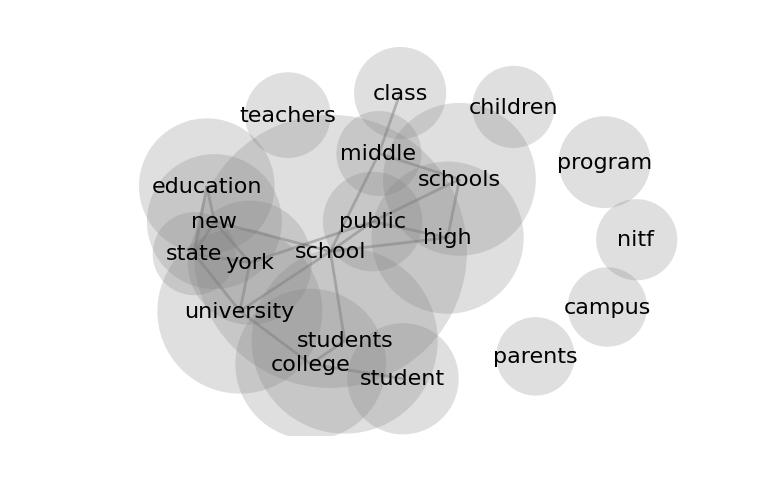 class
children
teachers
middle
program
schools
education
new
public
high
nitf
school
state
york
campus
university
students
parents
college
student